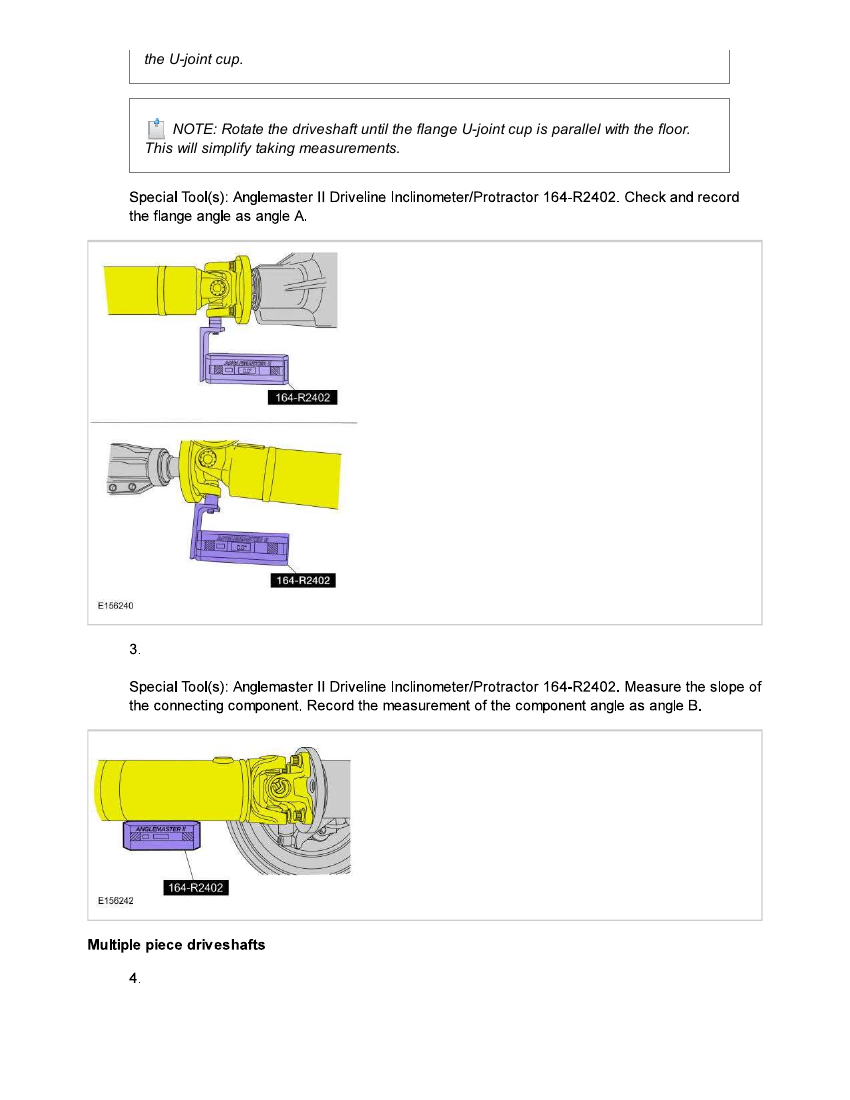 the U-joint cup.
NOTE: Rotate the driveshaft until the flange U-joint cup is parallel with the floor.
This will simplify taking measurements.
Special Tool(s): Anglemaster II Driveline Inclinometer/Protractor 164-R2402. Check and record
the flange angle as angle A.
ANGLEMASTER II
164-R2402
ANGLEMASTER II
164-R2402
E156240
3.
Special Tool(s): Anglemaster II Driveline Inclinometer/Protractor 164-R2402. Measure the slope of
the connecting component. Record the measurement of the component angle as angle B.
ANGLEMASTER II
164-R2402
E156242
Multiple piece driveshafts
4.